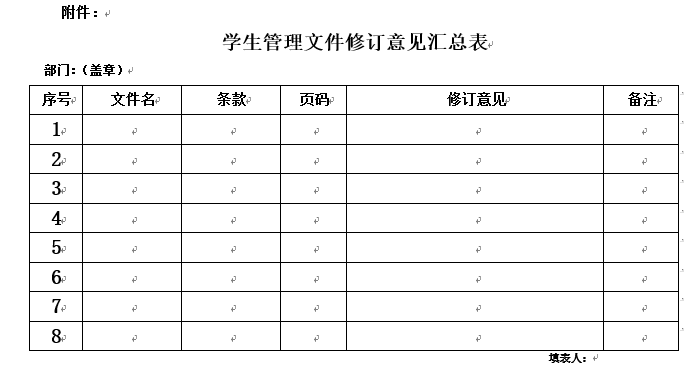 附件：
学生管理文件修订意见汇总表
部门：（盖章）
序号 文件名 条款 页码 修订意见 备注
1
2
3
4
5
6
7
8
填表人：